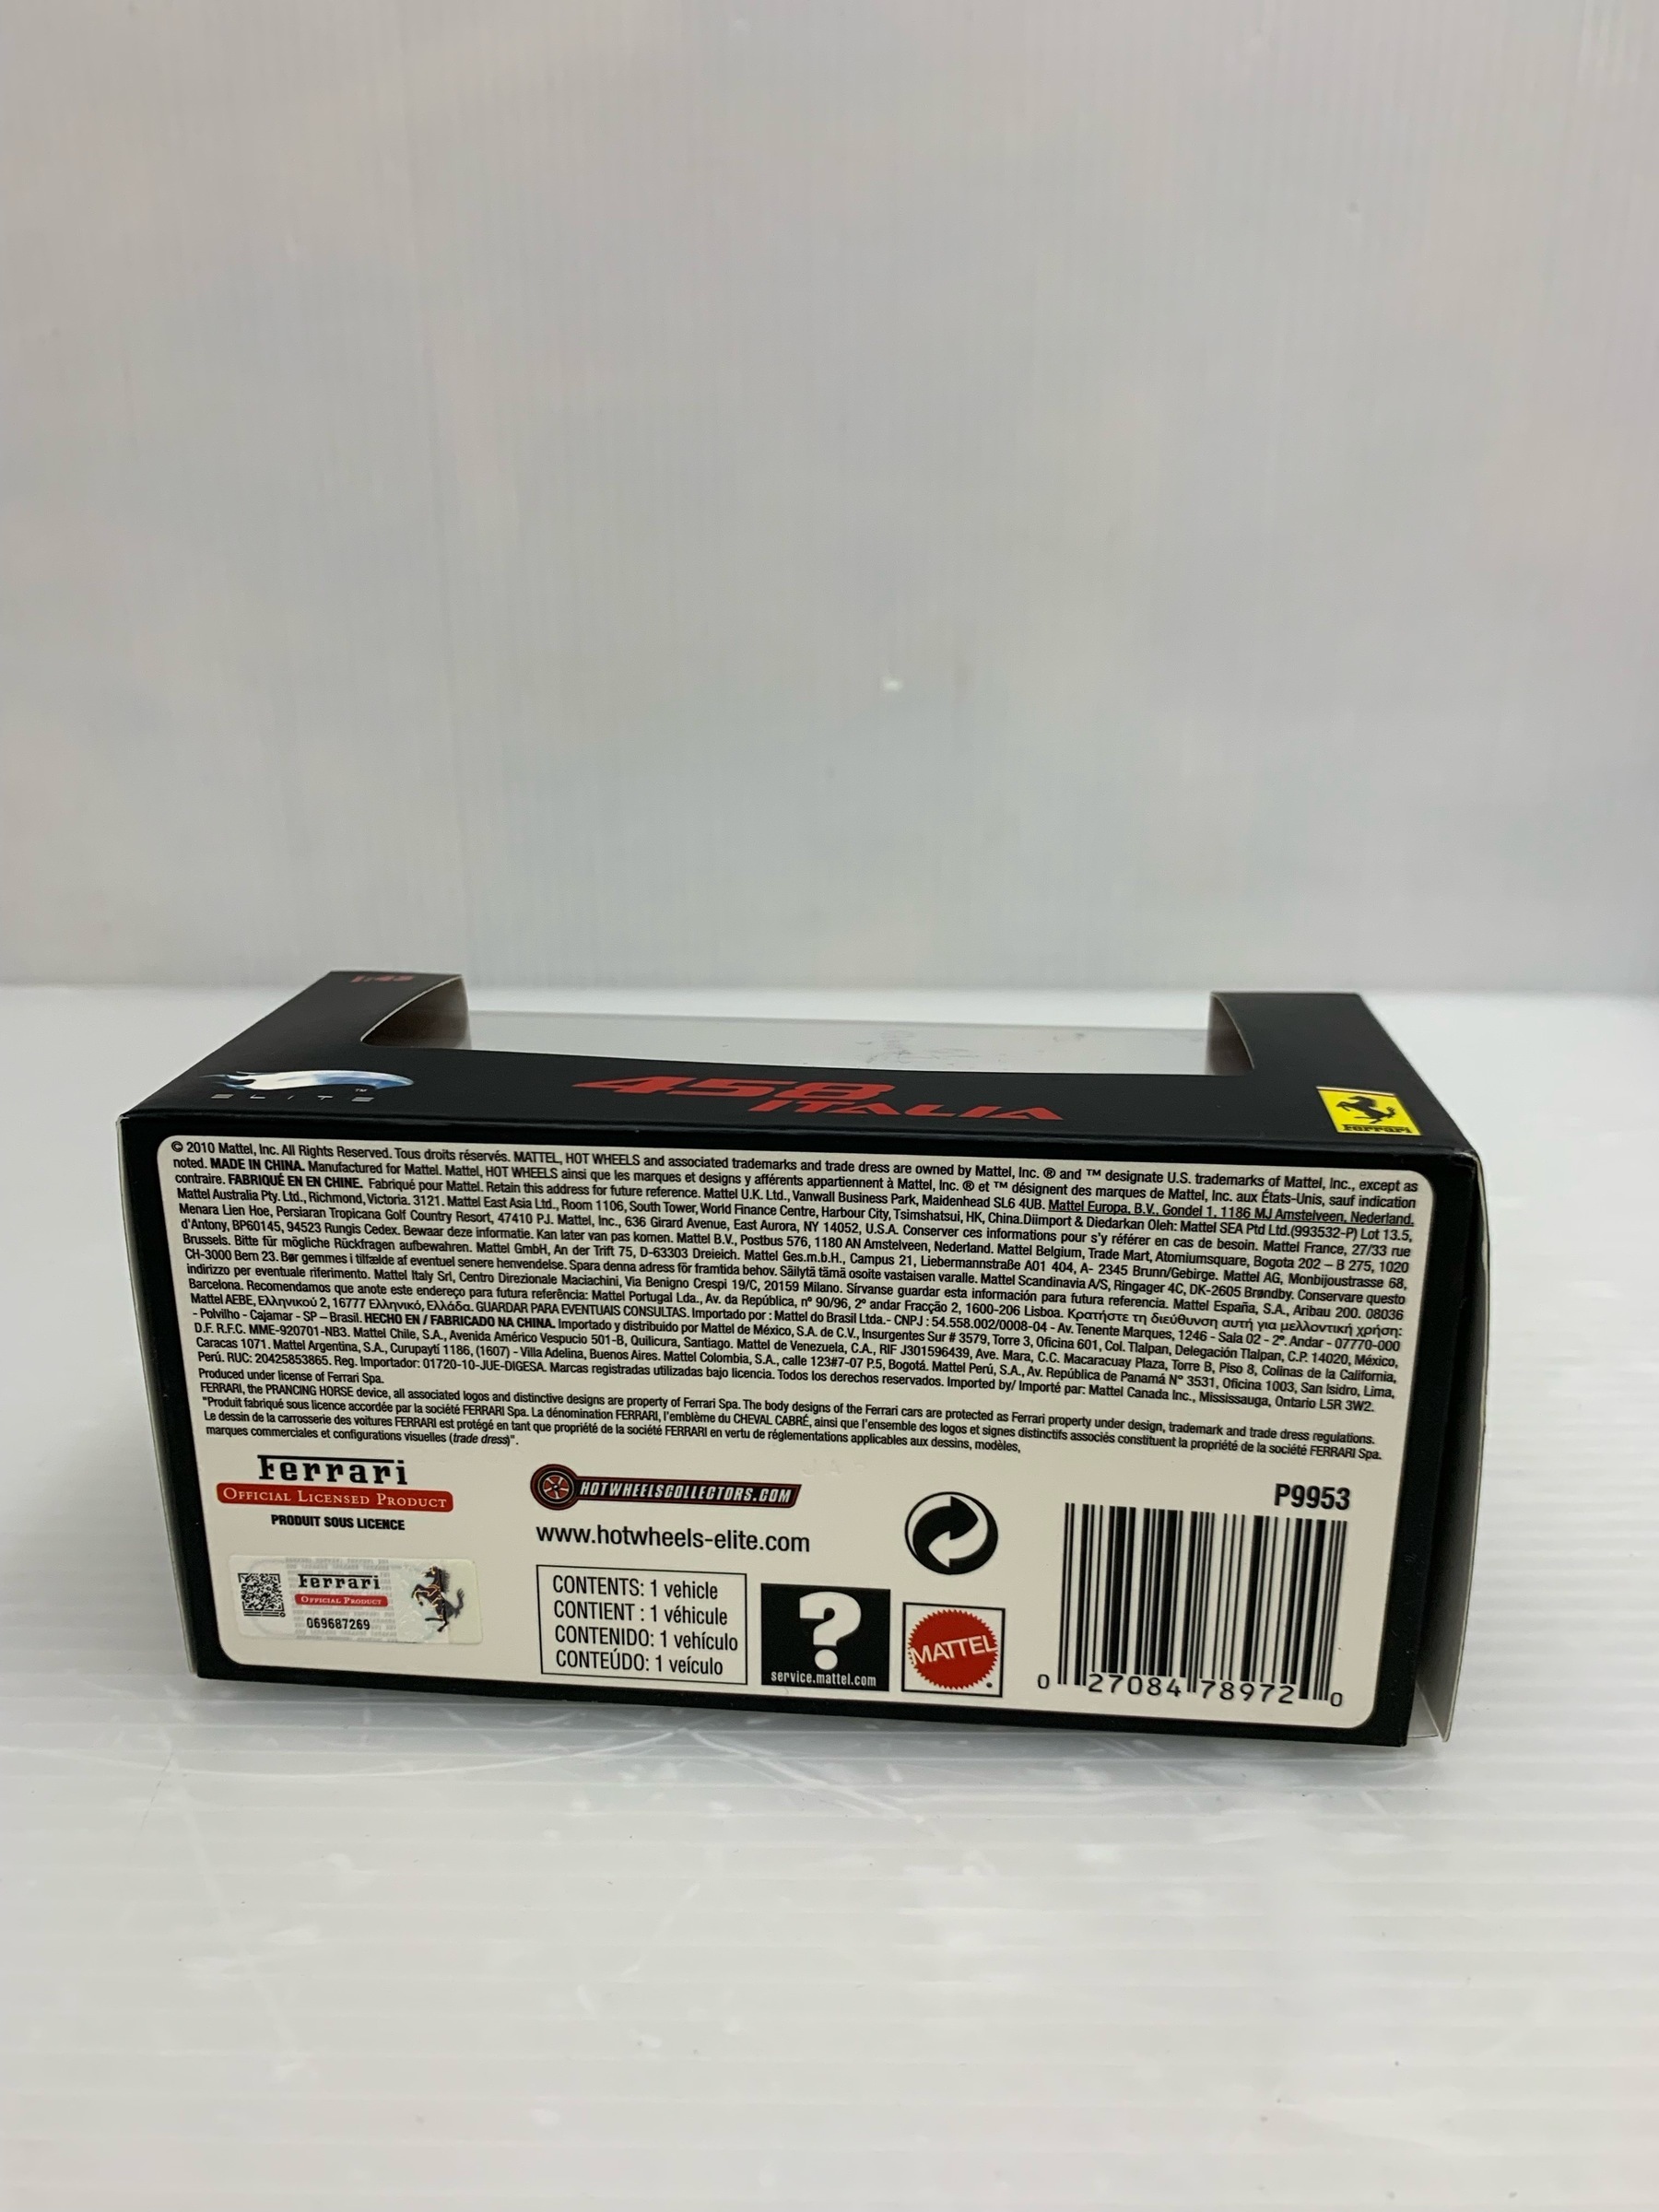 1:43
ELITE
TM
458
ITALIA
Ferrari
© 2010 Mattel, Inc. All Rights Reserved. Tous droits réservés. MATTEL, HOT WHEELS and associated trademarks and trade dress are owned by Mattel, Inc. ® and ™ designate U.S. trademarks of Mattel, Inc., except as
noted. MADE IN CHINA. Manufactured for Mattel. Mattel, HOT WHEELS ainsi que les marques et designs y afférents appartiennent à Mattel, Inc. ® et ™ désignent des marques de Mattel, Inc. aux États-Unis, sauf indication
contraire. FABRIQUÉ EN EN CHINE. Fabriqué pour Mattel. Retain this address for future reference. Mattel U.K. Ltd., Vanwall Business Park, Maidenhead SL6 4UB. Mattel Europa, B.V., Gondel 1, 1186 MJ Amstelveen, Nederland.
Mattel Australia Pty. Ltd., Richmond, Victoria. 3121. Mattel East Asia Ltd., Room 1106, South Tower, World Finance Centre, Harbour City, Tsimshatsui, HK, China.Diimport & Diedarkan Oleh: Mattel SEA Ptd Ltd.(993532-P) Lot 13.5,
Menara Lien Hoe, Persiaran Tropicana Golf Country Resort, 47410 PJ. Mattel, Inc., 636 Girard Avenue, East Aurora, NY 14052, U.S.A. Conserver ces informations pour s'y référer en cas de besoin. Mattel France, 27/33 rue
d'Antony, BP60145, 94523 Rungis Cedex. Bewaar deze informatie. Kan later van pas komen. Mattel B.V., Postbus 576, 1180 AN Amstelveen, Nederland. Mattel Belgium, Trade Mart, Atomiumsquare, Bogota 202 – B 275, 1020
Brussels. Bitte für mögliche Rückfragen aufbewahren. Mattel GmbH, An der Trift 75, D-63303 Dreieich. Mattel Ges.m.b.H., Campus 21, Liebermannstraße A01 404, A- 2345 Brunn/Gebirge. Mattel AG, Monbijoustrasse 68,
CH-3000 Bern 23. Bør gemmes i tilfælde af eventuel senere henvendelse. Spara denna adress för framtida behov. Säilytä tämä osoite vastaisen varalle. Mattel Scandinavia A/S, Ringager 4C, DK-2605 Brøndby. Conservare questo
indirizzo per eventuale riferimento. Mattel Italy Srl, Centro Direzionale Maciachini, Via Benigno Crespi 19/C, 20159 Milano. Sírvanse guardar esta información para futura referencia. Mattel España, S.A., Aribau 200. 08036
Barcelona. Recomendamos que anote este endereço para futura referência: Mattel Portugal Lda., Av. da República, nº 90/96, 2º andar Fracção 2, 1600-206 Lisboa. Κρατήστε τη διεύθυνση αυτή για μελλοντική χρήση:
Mattel AEBE, Ελληνικού 2, 16777 Ελληνικό, Ελλάδα. GUARDAR PARA EVENTUAIS CONSULTAS. Importado por : Mattel do Brasil Ltda.- CNPJ : 54.558.002/0008-04 - Av. Tenente Marques, 1246 - Sala 02 - 2º. Andar - 07770-000
- Polvilho - Cajamar - SP – Brasil. HECHO EN / FABRICADO NA CHINA. Importado y distribuido por Mattel de México, S.A. de C.V., Insurgentes Sur # 3579, Torre 3, Oficina 601, Col. Tlalpan, Delegación Tlalpan, C.P. 14020, México,
D.F. R.F.C. MME-920701-NB3. Mattel Chile, S.A., Avenida Américo Vespucio 501-B, Quilicura, Santiago. Mattel de Venezuela, C.A., RIF J301596439, Ave. Mara, C.C. Macaracuay Plaza, Torre B, Piso 8, Colinas de la California,
Caracas 1071. Mattel Argentina, S.A., Curupaytí 1186, (1607) - Villa Adelina, Buenos Aires. Mattel Colombia, S.A., calle 123#7-07 P.5, Bogotá. Mattel Perú, S.A., Av. República de Panamá Nº 3531, Oficina 1003, San Isidro, Lima,
Perú. RUC: 20425853865. Reg. Importador: 01720-10-JUE-DIGESA. Marcas registradas utilizadas bajo licencia. Todos los derechos reservados. Imported by/ Importé par: Mattel Canada Inc., Mississauga, Ontario L5R 3W2.
Produced under license of Ferrari Spa.
FERRARI, the PRANCING HORSE device, all associated logos and distinctive designs are property of Ferrari Spa. The body designs of the Ferrari cars are protected as Ferrari property under design, trademark and trade dress regulations.
"Produit fabriqué sous licence accordée par la société FERRARI Spa. La dénomination FERRARI, l'emblème du CHEVAL CABRÉ, ainsi que l'ensemble des logos et signes distinctifs associés constituent la propriété de la société FERRARI Spa.
Le dessin de la carrosserie des voitures FERRARI est protégé en tant que propriété de la société FERRARI en vertu de réglementations applicables aux dessins, modèles,
marques commerciales et configurations visuelles (trade dress)".
Ferrari
OFFICIAL LICENSED PRODUCT
PRODUIT SOUS LICENCE
Ferrari
OFFICIAL PRODUCT
069687269
HOTWHEELSCOLLECTORS.COM
www.hotwheels-elite.com
CONTENTS: 1 vehicle
CONTIENT : 1 véhicule
CONTENIDO: 1 vehículo
CONTEÚDO: 1 veículo
?
service.mattel.com
MATTEL
P9953
0 27084 78972 0